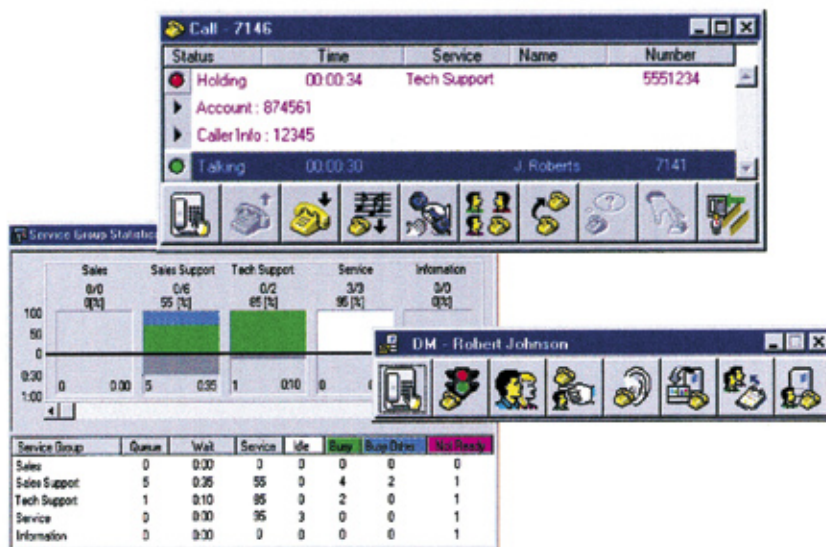 Call - 7146
Status Time Service Name Number
Holding 00:00:34 Tech Support 5551234
Account : 874561
Caller Info : 12345
Talking 00:00:30 J. Roberts 7141
Service Group Statistics
Sales Sales Support Tech Support Service Information
0/0 0/6 0/2 3/3 0/0
0[%] 55 [%] 85 [%] 95 [%] 0[%]
100
50
0
0:30
1:00
0 0:00 5 0:35 1 0:10 0
DM - Robert Johnson
Service Group Queue Wait Service Idle Busy Busy Other Not Ready
Sales 0 0:00 0 0 0 0 0
Sales Support 5 0:35 55 0 4 2 1
Tech Support 1 0:10 85 0 2 0 1
Service 0 0:00 95 3 0 0 1
Information 0 0:00 0 0 0 0 1